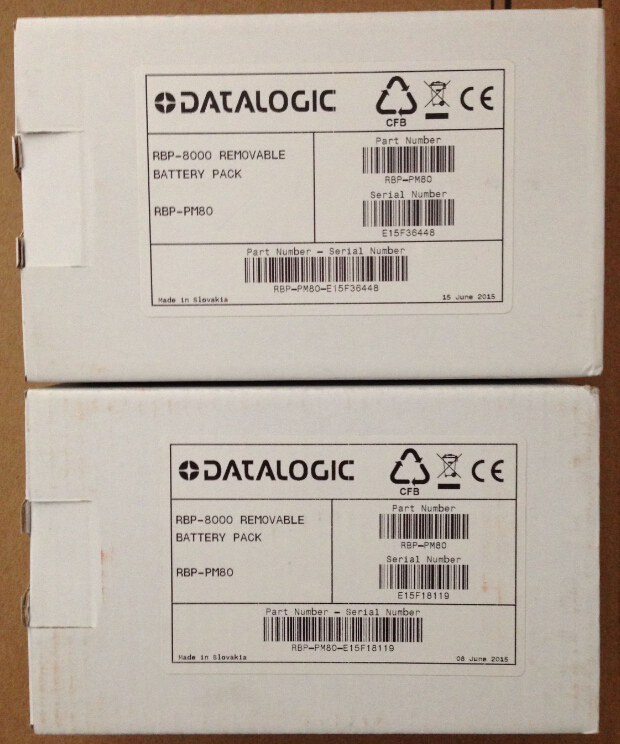 DATALOGIC
CFB
CE
RBP-8000 REMOVABLE
BATTERY PACK
RBP-PM80
Part Number
RBP-PM80
Serial Number
E15F36448
Part Number - Serial Number
RBP-PM80-E15F36448
Made in Slovakia
15 June 2015
DATALOGIC
CFB
CE
RBP-8000 REMOVABLE
BATTERY PACK
RBP-PM80
Part Number
RBP-PM80
Serial Number
E15F18119
Part Number - Serial Number
RBP-PM80-E15F18119
Made in Slovakia
08 June 2015